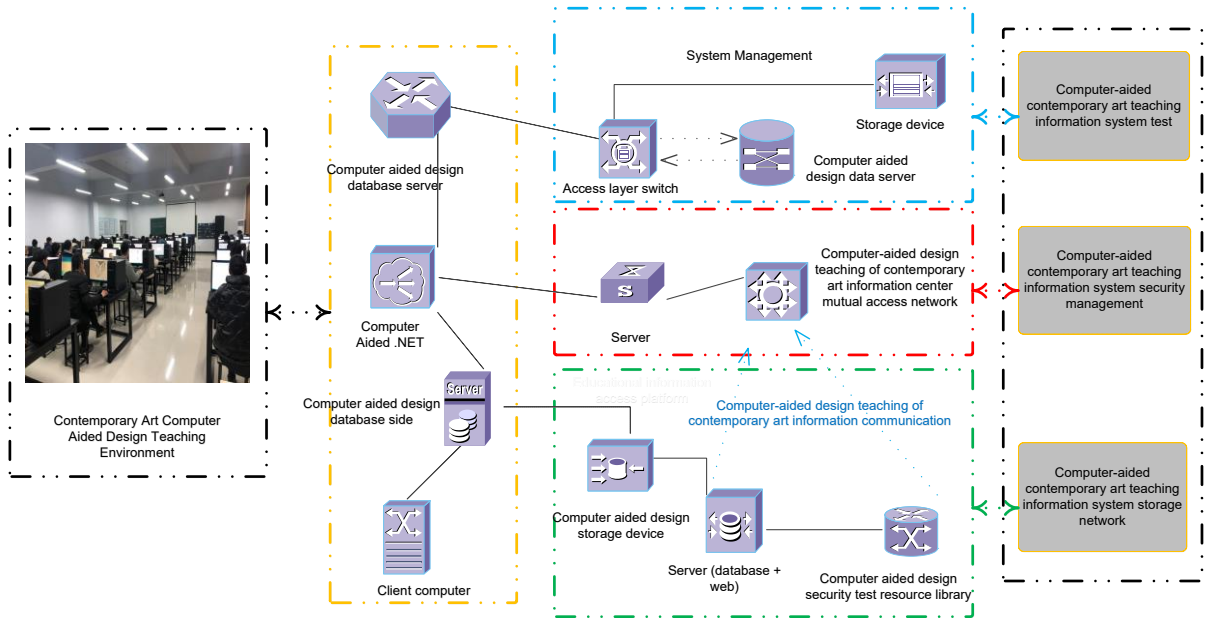 Contemporary Art Computer
Aided Design Teaching
Environment
Computer aided design
database server
Computer
Aided .NET
Server
Computer aided design
database side
Client computer
System Management
Storage device
Access layer switch
Computer aided
design data server
S
Server
Computer-aided design
teaching of contemporary
art information center
mutual access network
Educational information
access platform
Computer-aided design teaching of
contemporary art information communication
Computer aided design
storage device
Server (database +
web)
Computer aided design
security test resource library
Computer-aided
contemporary art teaching
information system test
Computer-aided
contemporary art teaching
information system security
management
Computer-aided
contemporary art teaching
information system storage
network